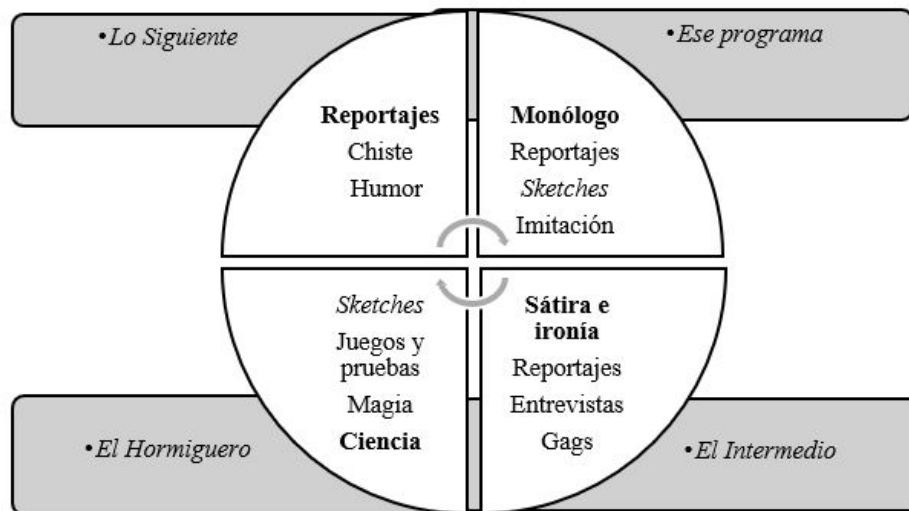 •Lo Siguiente
•Ese programa
Reportajes
Chiste
Humor
Monólogo
Reportajes
Sketches
Imitación
Sketches
Juegos y
pruebas
Magia
Ciencia
Sátira e
ironía
Reportajes
Entrevistas
Gags
•El Hormiguero
•El Intermedio